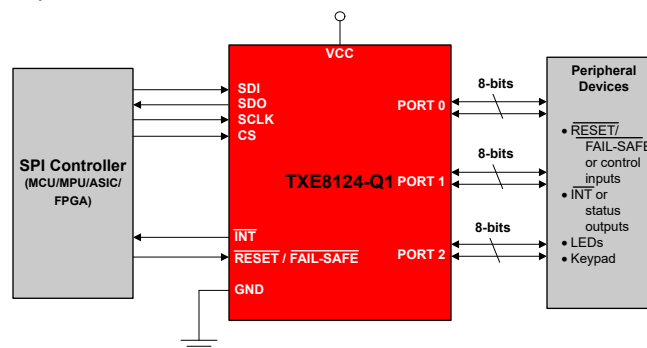 VCC
SPI Controller
(MCU/MPU/ASIC/
FPGA)
SDI
SDO
SCLK
CS
INT
RESET / FAIL-SAFE
GND
TXE8124-Q1
PORT 0
PORT 1
PORT 2
8-bits
8-bits
8-bits
Peripheral
Devices
• RESET/
FAIL-SAFE
or control
inputs
• INT or
status
outputs
• LEDs
• Keypad